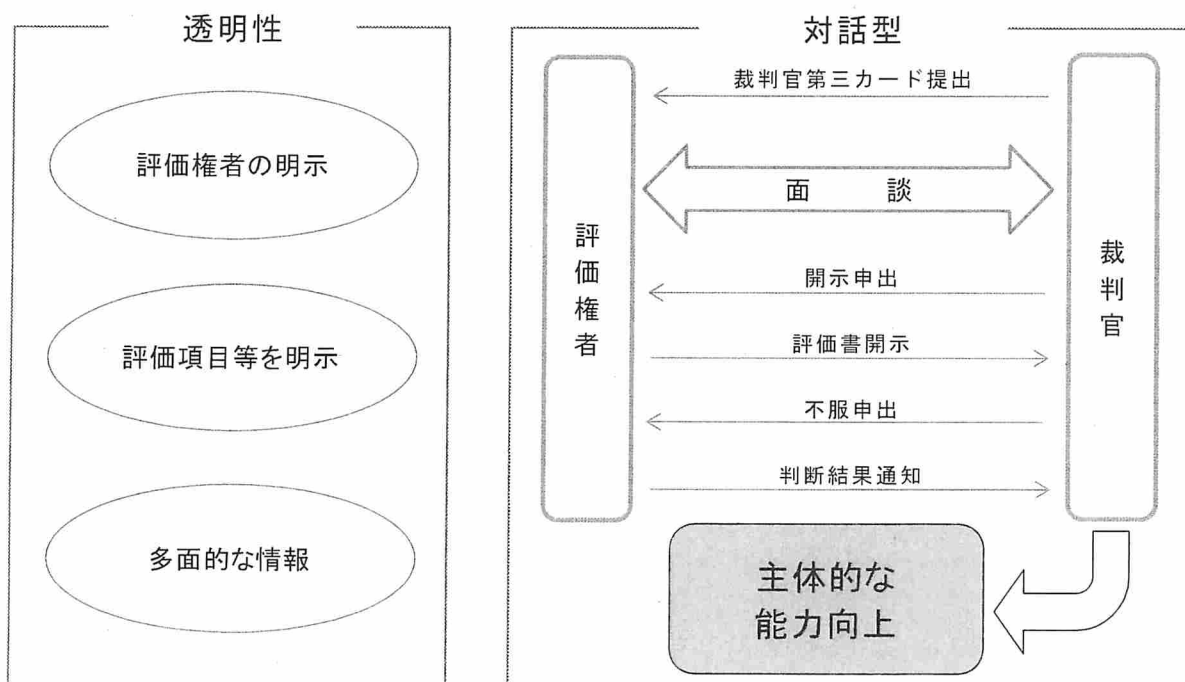 透明性
評価権者の明示
評価項目等を明示
多面的な情報
対話型
評価権者
裁判官第三カード提出
面　談
開示申出
評価書開示
不服申出
判断結果通知
裁判官
主体的な
能力向上